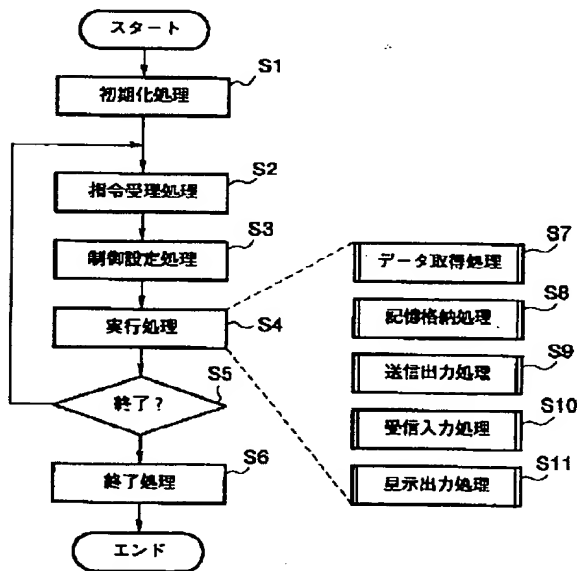 スタート
S1
初期化処理
S2
指令受理処理
S3
制御設定処理
S4
実行処理
S5
終了?
S6
終了処理
エンド
S7
データ取得処理
S8
記憶格納処理
S9
送信出力処理
S10
受信入力処理
S11
呈示出力処理